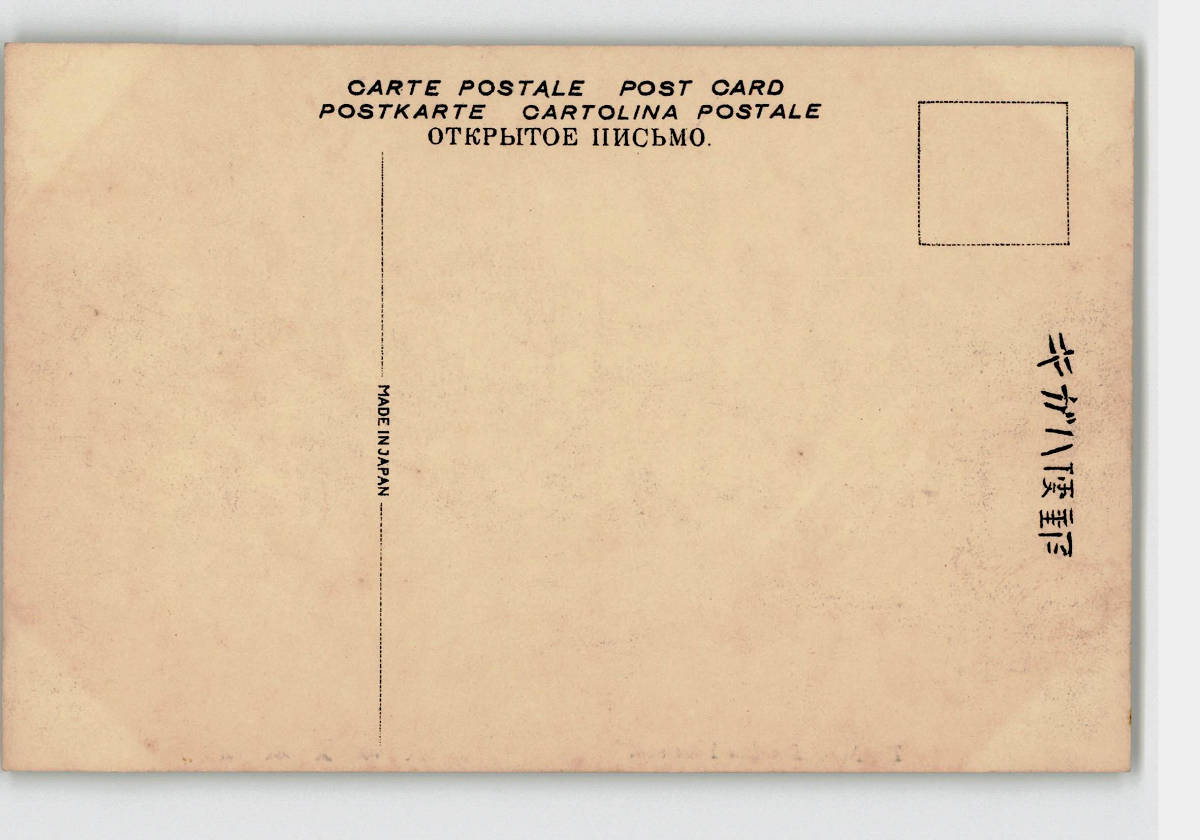 CARTE POSTALE POST CARD
POSTKARTE CARTOLINA POSTALE
ОТКРЫТОЕ ПИСЬМО.
MADE IN JAPAN
郵便ハガキ